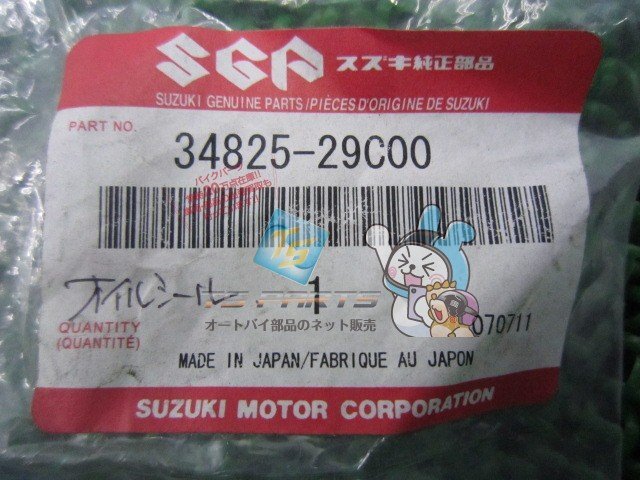 SGP スズキ純正部品
SUZUKI GENUINE PARTS/PIÈCES D'ORIGINE DE SUZUKI
PART NO.
34825-29C00
オイルシール
1
QUANTITY
(QUANTITÉ)
オートバイ部品のネット販売
070711
MADE IN JAPAN/FABRIQUE AU JAPON
SUZUKI MOTOR CORPORATION